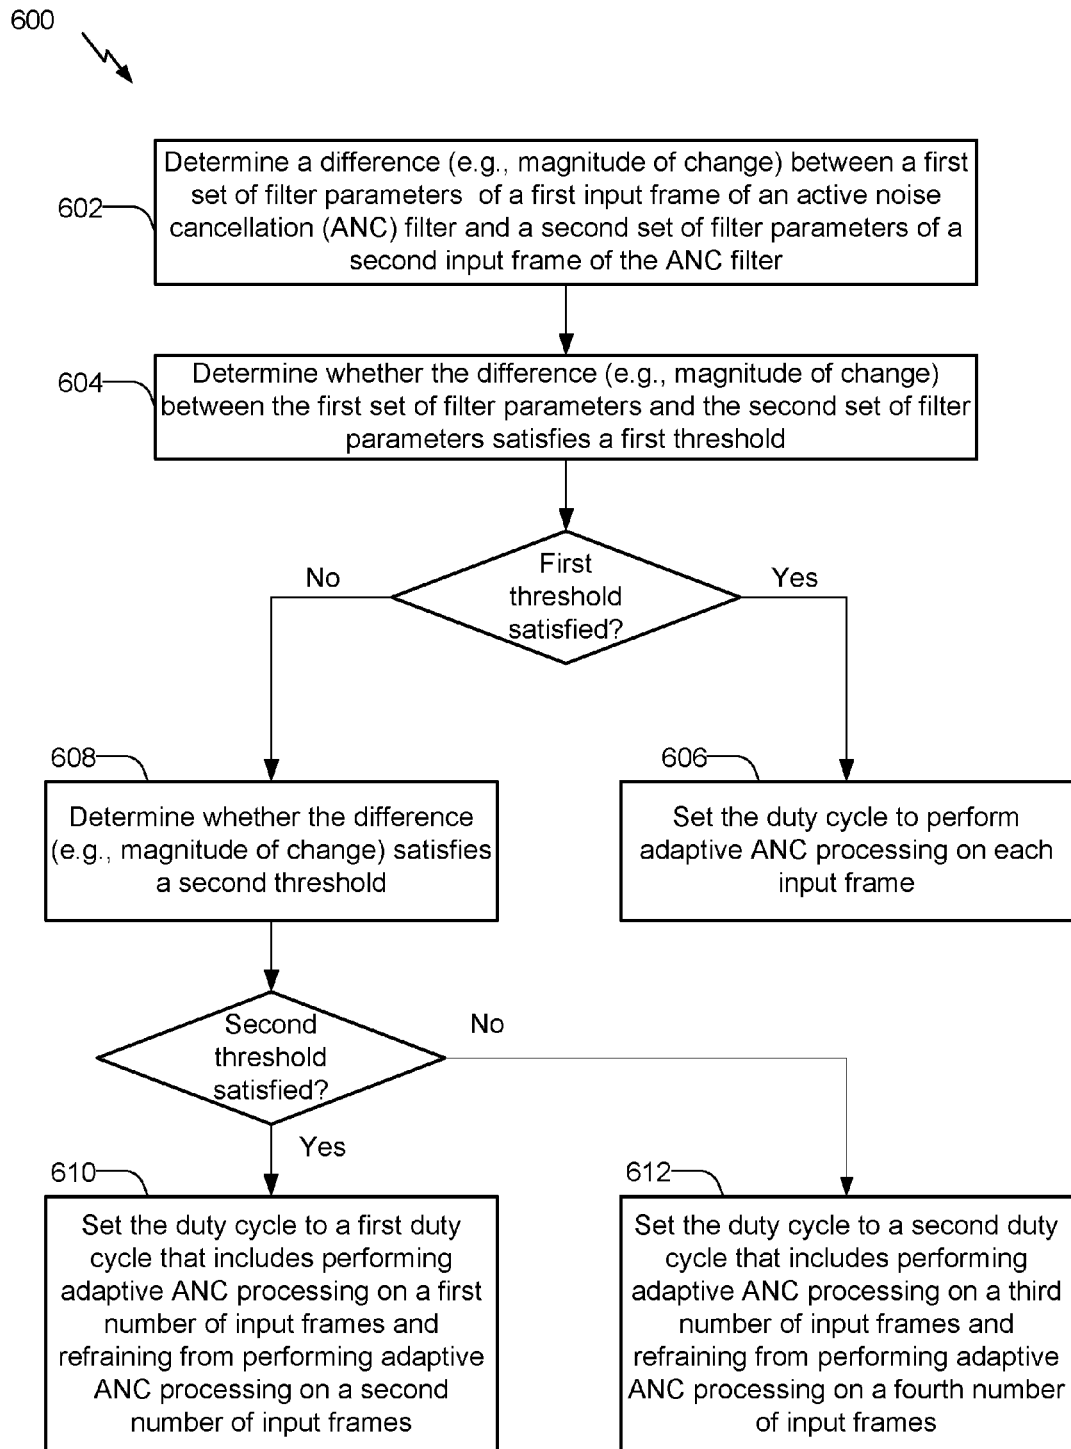 600
602
Determine a difference (e.g., magnitude of change) between a first
set of filter parameters of a first input frame of an active noise
cancellation (ANC) filter and a second set of filter parameters of a
second input frame of the ANC filter
604
Determine whether the difference (e.g., magnitude of change)
between the first set of filter parameters and the second set of filter
parameters satisfies a first threshold
First
threshold
satisfied?
No
Yes
608
Determine whether the difference
(e.g., magnitude of change) satisfies
a second threshold
606
Set the duty cycle to perform
adaptive ANC processing on each
input frame
Second
threshold
satisfied?
No
Yes
610
Set the duty cycle to a first duty
cycle that includes performing
adaptive ANC processing on a first
number of input frames and
refraining from performing adaptive
ANC processing on a second
number of input frames
612
Set the duty cycle to a second duty
cycle that includes performing
adaptive ANC processing on a third
number of input frames and
refraining from performing adaptive
ANC processing on a fourth number
of input frames